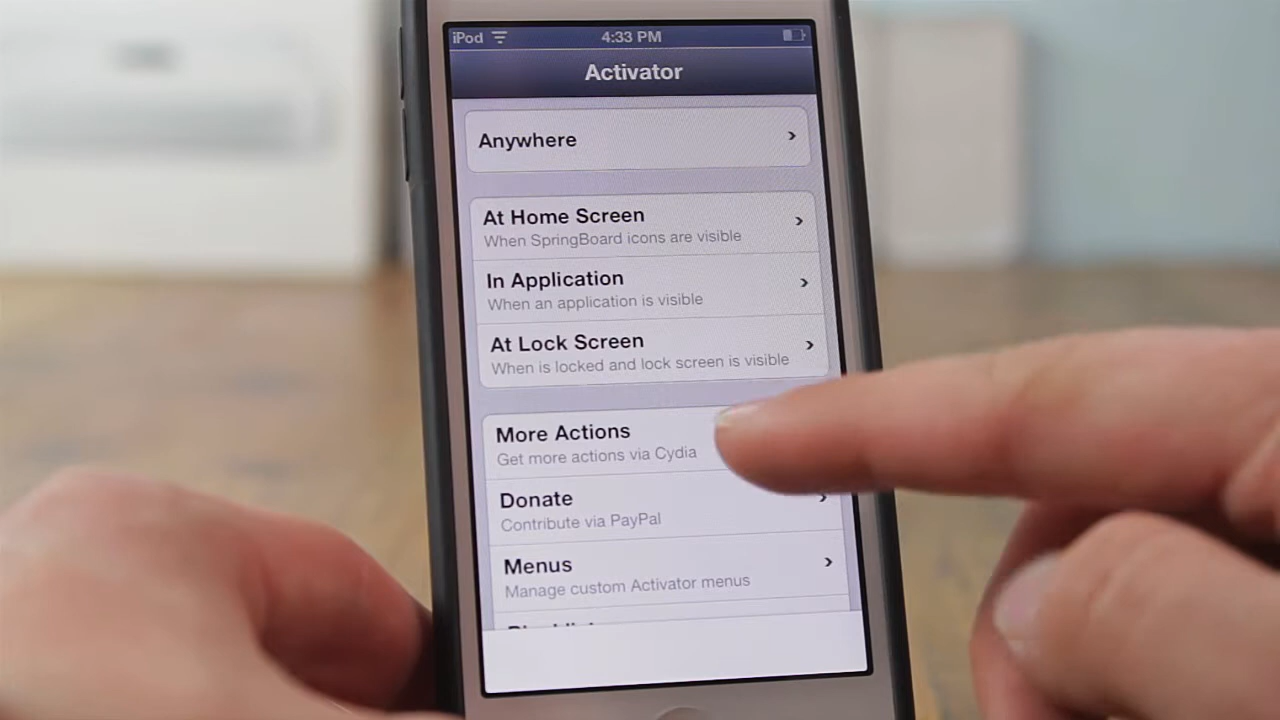 iPod 4:33 PM
Activator
Anywhere
At Home Screen
When SpringBoard icons are visible
In Application
When an application is visible
At Lock Screen
When is locked and lock screen is visible
More Actions
Get more actions via Cydia
Donate
Contribute via PayPal
Menus
Manage custom Activator menus